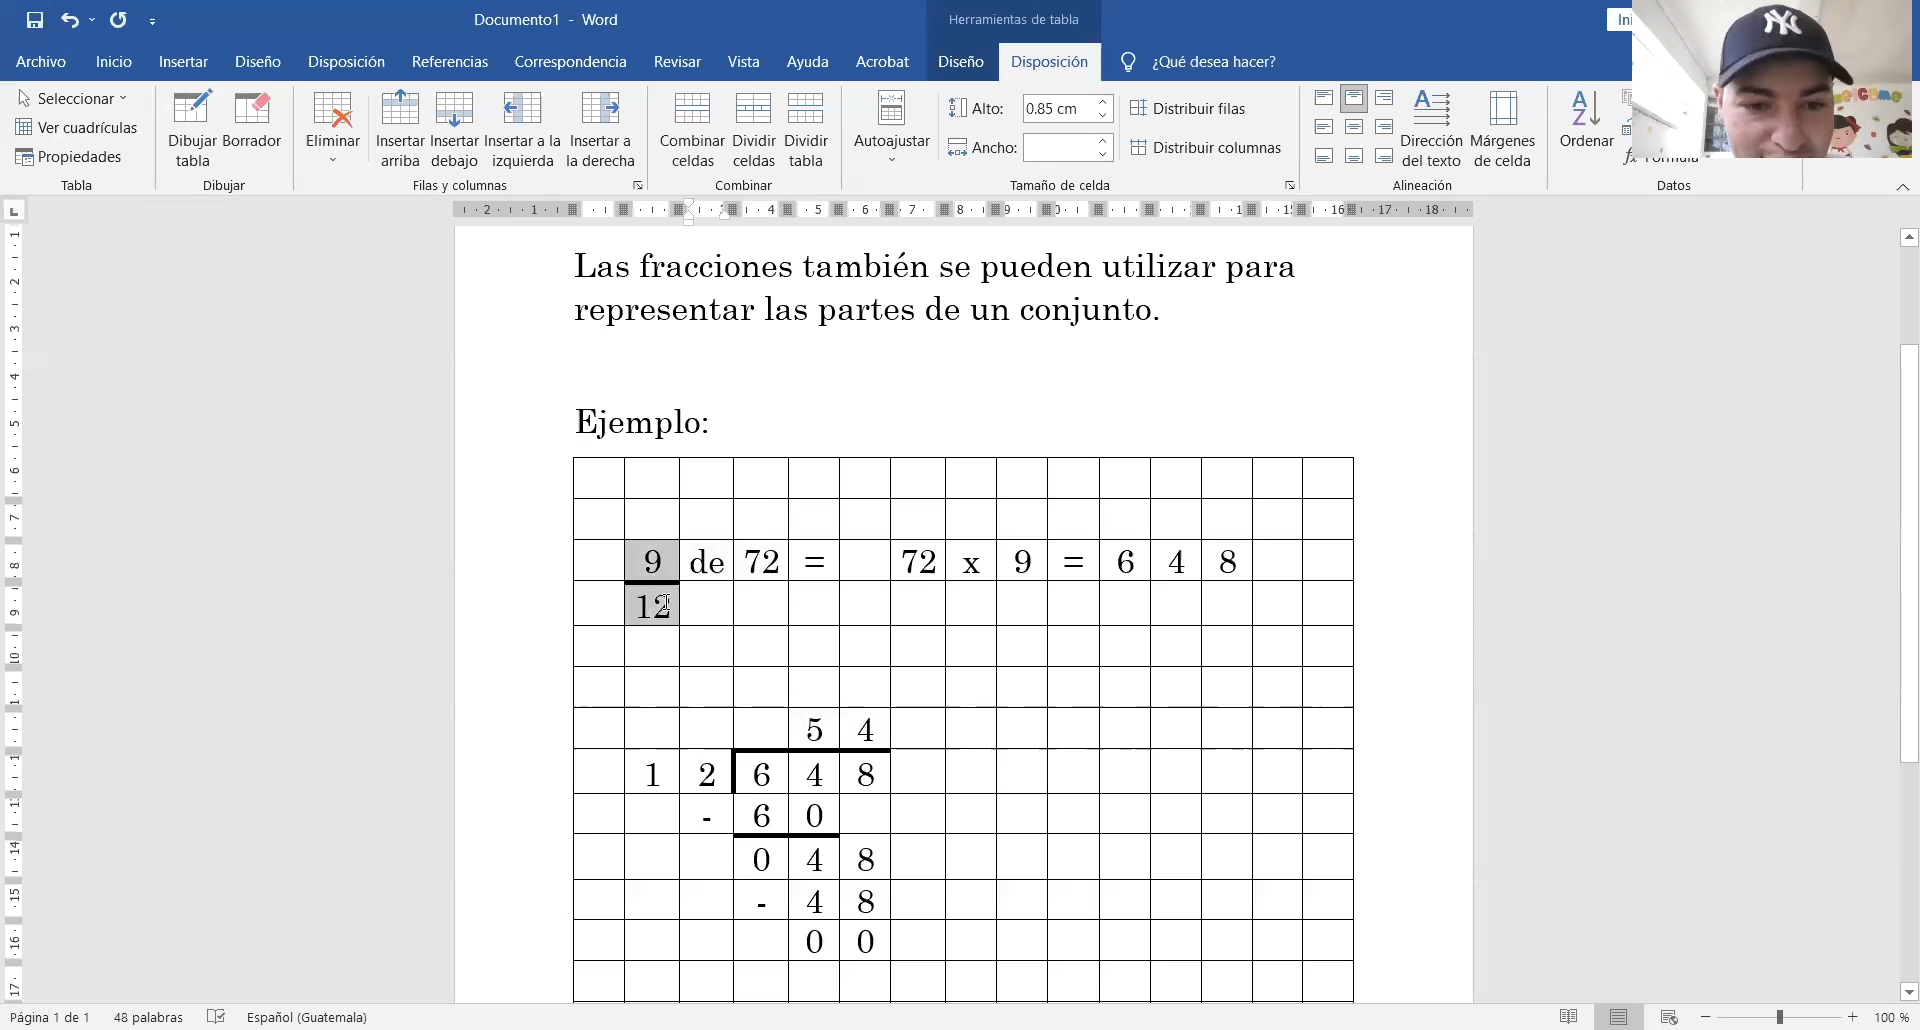 Documento1 - Word
Herramientas de tabla
Ini
Archivo Inicio Insertar Diseño Disposición Referencias Correspondencia Revisar Vista Ayuda Acrobat Diseño Disposición ¿Qué desea hacer?
Seleccionar
Ver cuadrículas
Propiedades
Tabla
Dibujar tabla
Borrador
Dibujar
Eliminar
Insertar arriba
Insertar debajo
Insertar a la izquierda
Insertar a la derecha
Filas y columnas
Combinar celdas
Dividir celdas
Dividir tabla
Combinar
Autoajustar
Alto: 0.85 cm
Ancho:
Distribuir filas
Distribuir columnas
Tamaño de celda
Dirección del texto
Márgenes de celda
Alineación
Ordenar
Fórmula
Datos
Las fracciones también se pueden utilizar para
representar las partes de un conjunto.
Ejemplo:
9 de 72 = 72 x 9 = 6 4 8
12
5 4
1 2 6 4 8
- 6 0
0 4 8
- 4 8
0 0
Página 1 de 1 48 palabras Español (Guatemala) 100 %